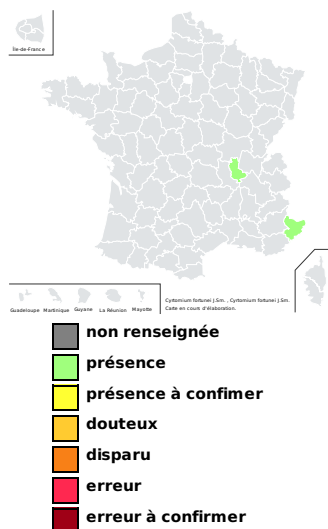 Île-de-France
Guadeloupe Martinique Guyane La Réunion Mayotte
Cyrtomium fortunei J.Sm. , Cyrtomium fortunei J.Sm.
Carte en cours d'élaboration.
non renseignée
présence
présence à confimer
douteux
disparu
erreur
erreur à confirmer